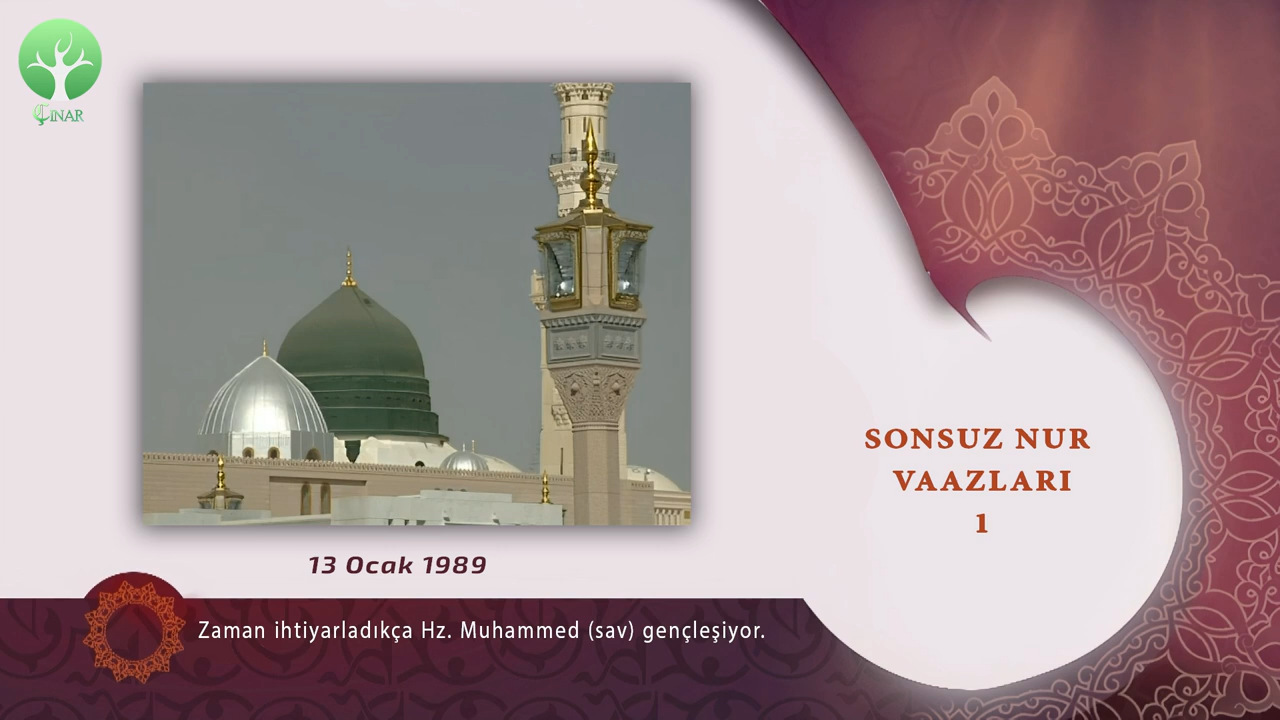 ÇINAR
13 Ocak 1989
SONSUZ NUR
VAAZLARI
1
Zaman ihtiyarladıkça Hz. Muhammed (sav) gençleşiyor.